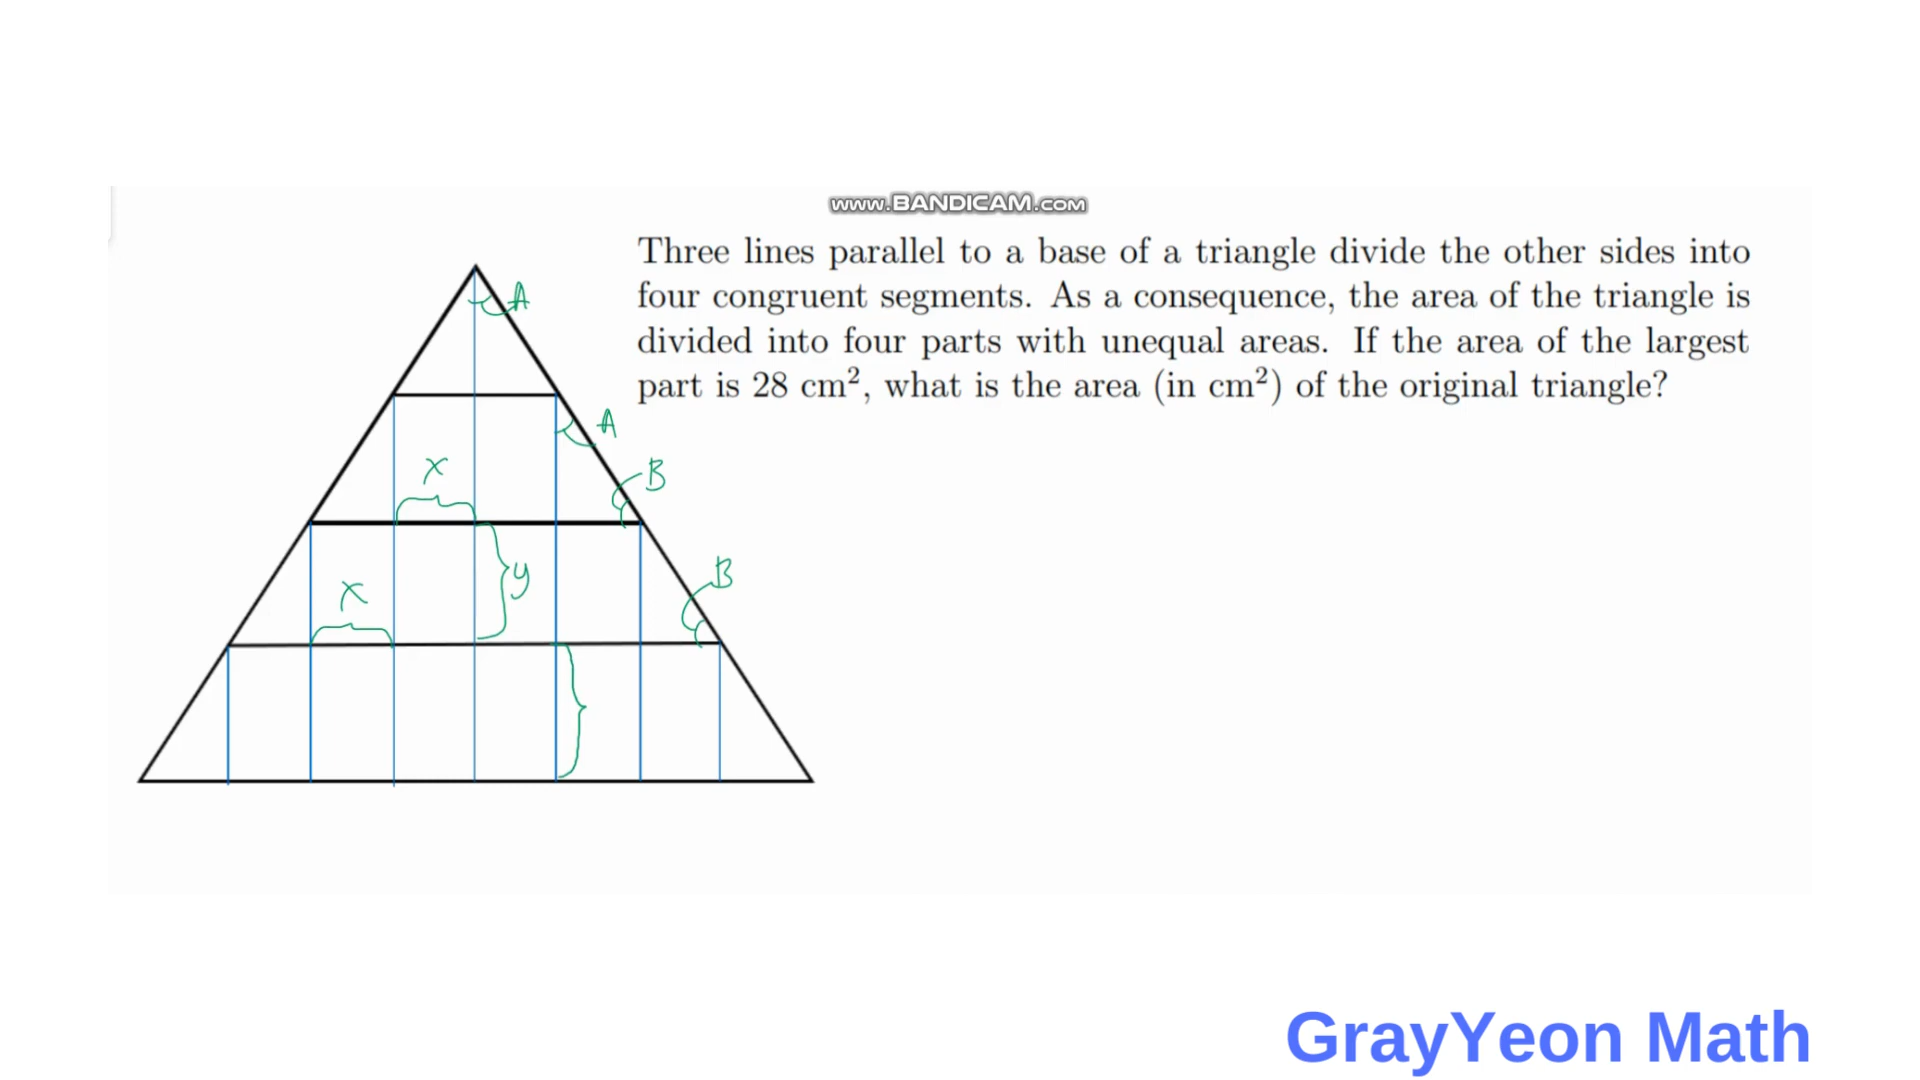 www.BANDICAM.com
Three lines parallel to a base of a triangle divide the other sides into
four congruent segments. As a consequence, the area of the triangle is
divided into four parts with unequal areas. If the area of the largest
part is 28 cm², what is the area (in cm²) of the original triangle?
A
A
x
B
y
B
x
GrayYeon Math